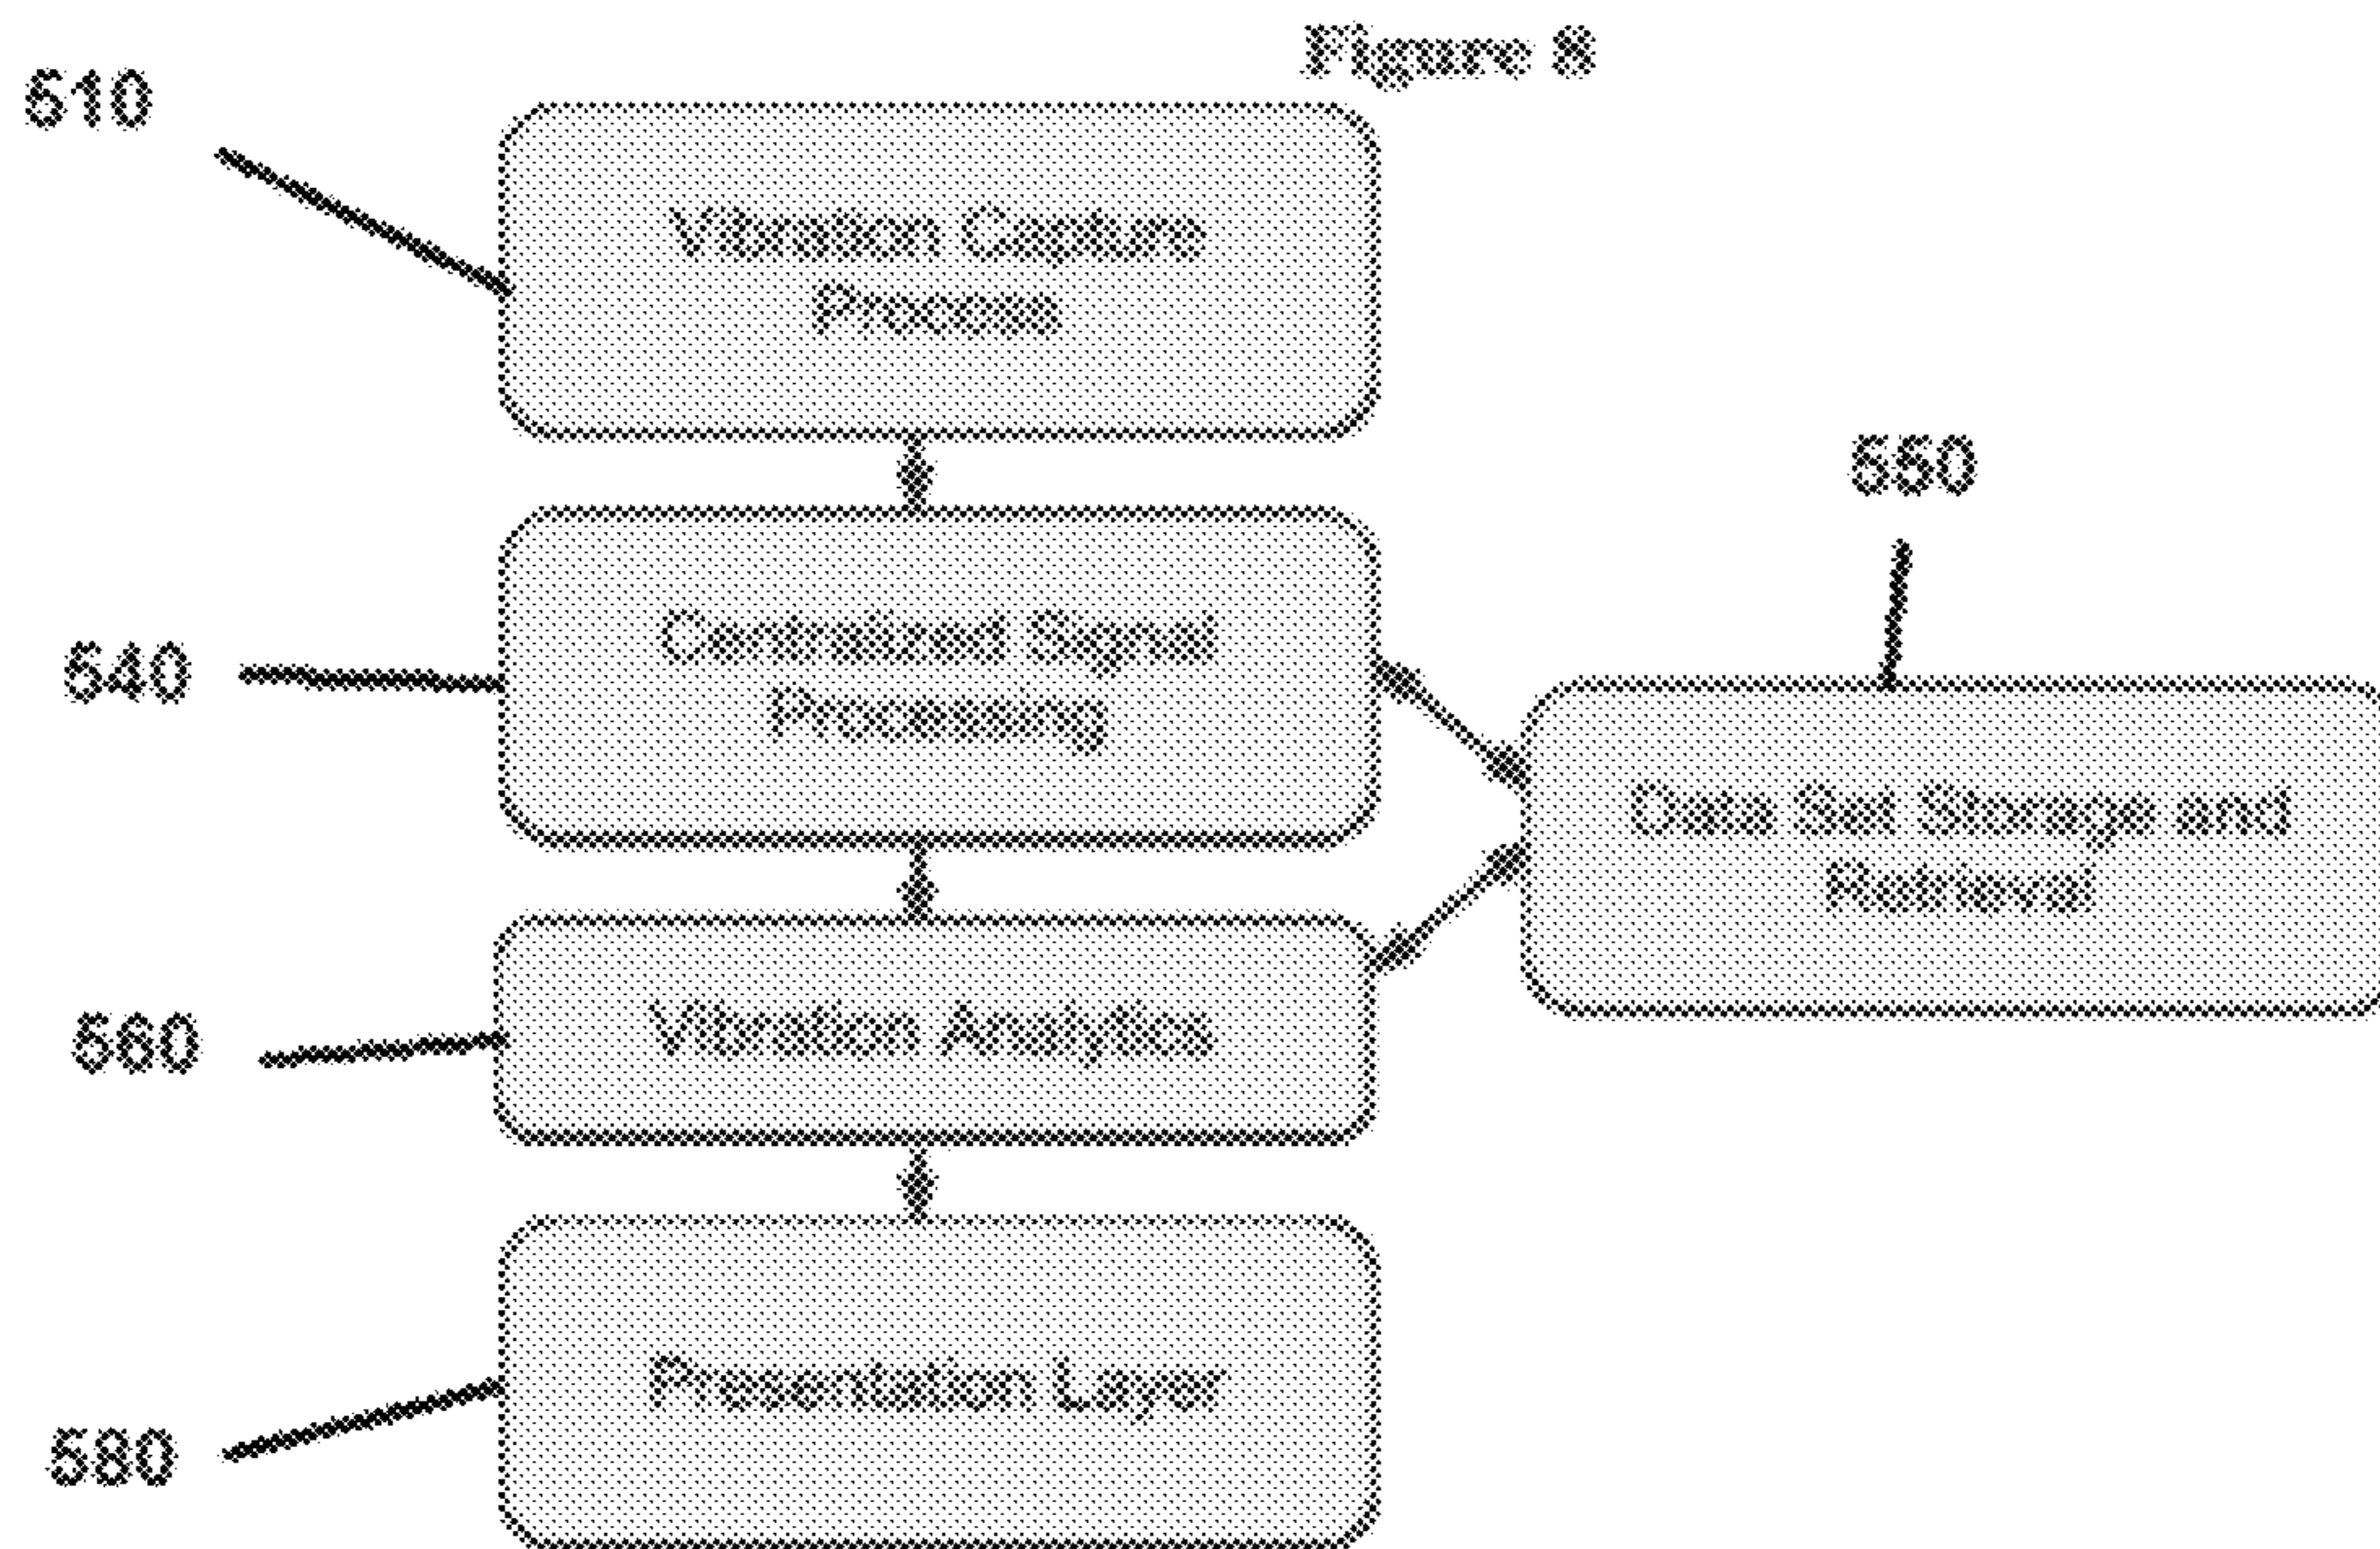 Figure 8
510
Vibration Capture
Process
550
540
Centralized Signal
Processing
Data Set Storage and
Retrieval
560
Vibration Analytics
580
Presentation Layer